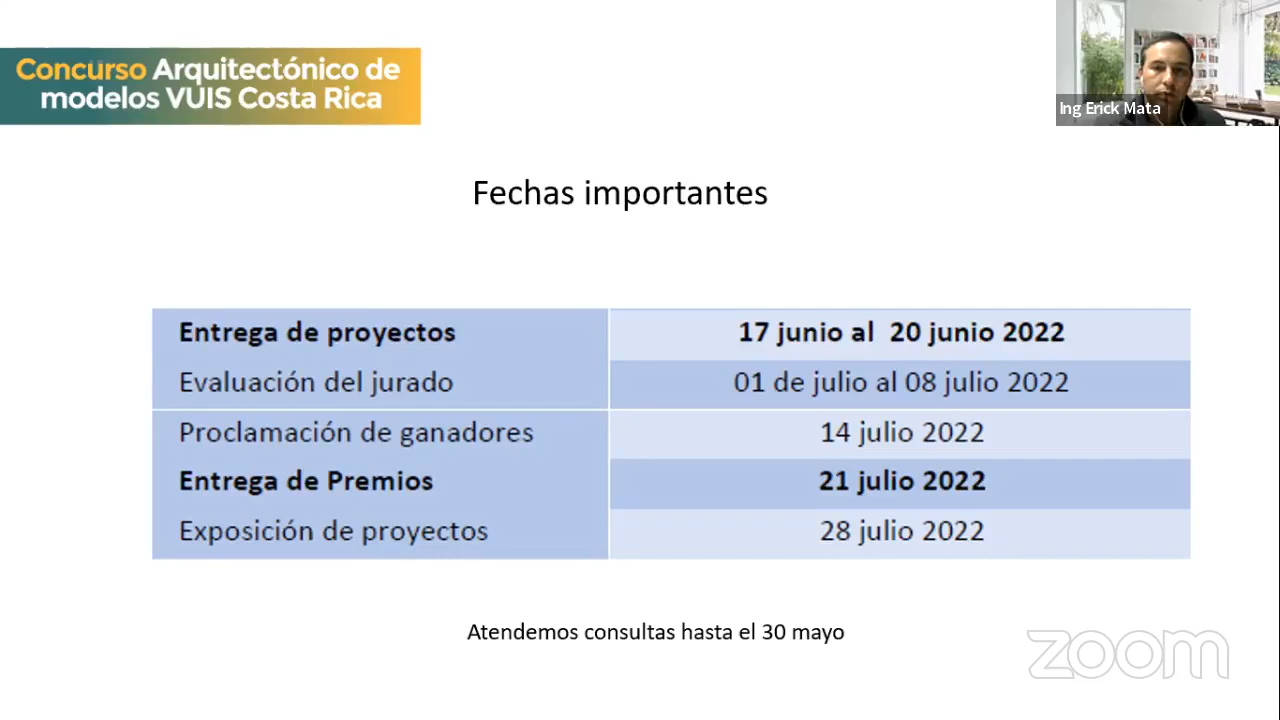 Concurso Arquitectónico de
modelos VUIS Costa Rica
Ing Erick Mata
Fechas importantes
Entrega de proyectos 17 junio al 20 junio 2022
Evaluación del jurado 01 de julio al 08 julio 2022
Proclamación de ganadores 14 julio 2022
Entrega de Premios 21 julio 2022
Exposición de proyectos 28 julio 2022
Atendemos consultas hasta el 30 mayo
zoom